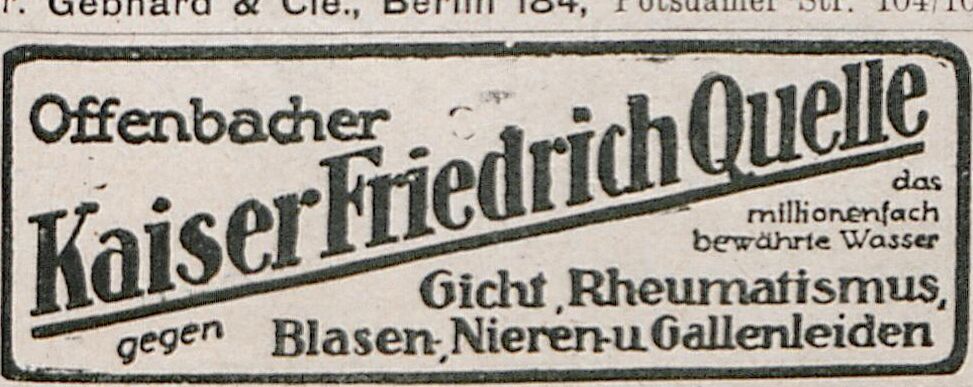 Gebhard & Cie., Berlin 184, Potsdamer Str. 104/10
Offenbacher
Kaiser Friedrich Quelle
das
millionenfach
bewährte Wasser
gegen
Gicht, Rheumatismus,
Blasen-, Nieren- u Gallenleiden